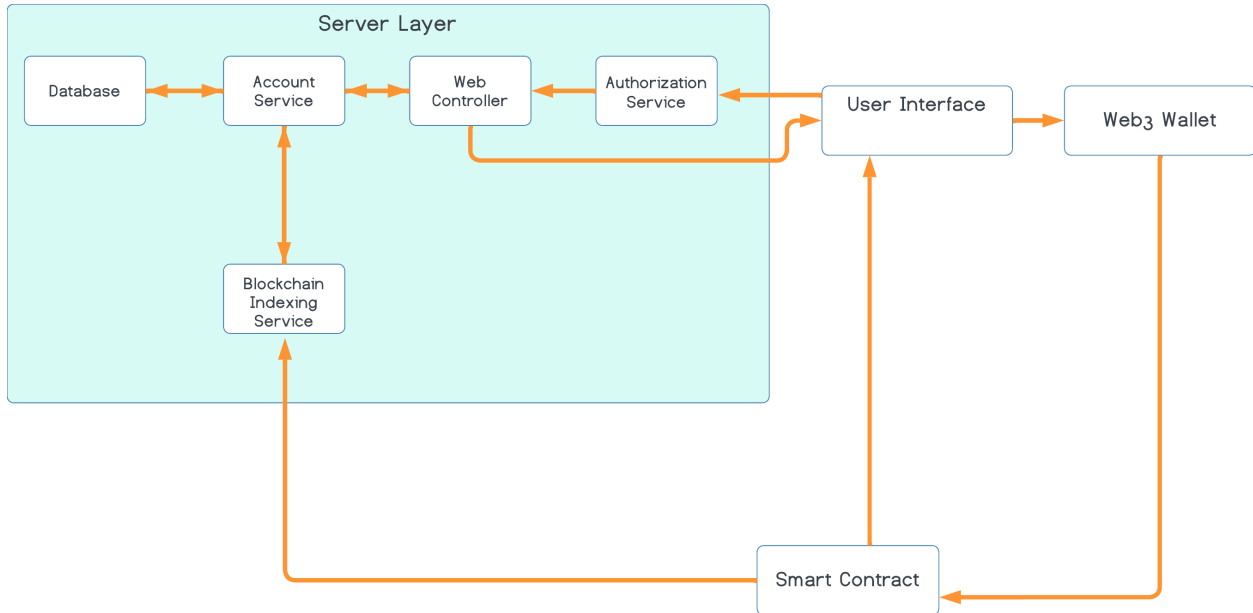 Server Layer
Database
Account
Service
Web
Controller
Authorization
Service
User Interface
Web3 Wallet
Blockchain
Indexing
Service
Smart Contract